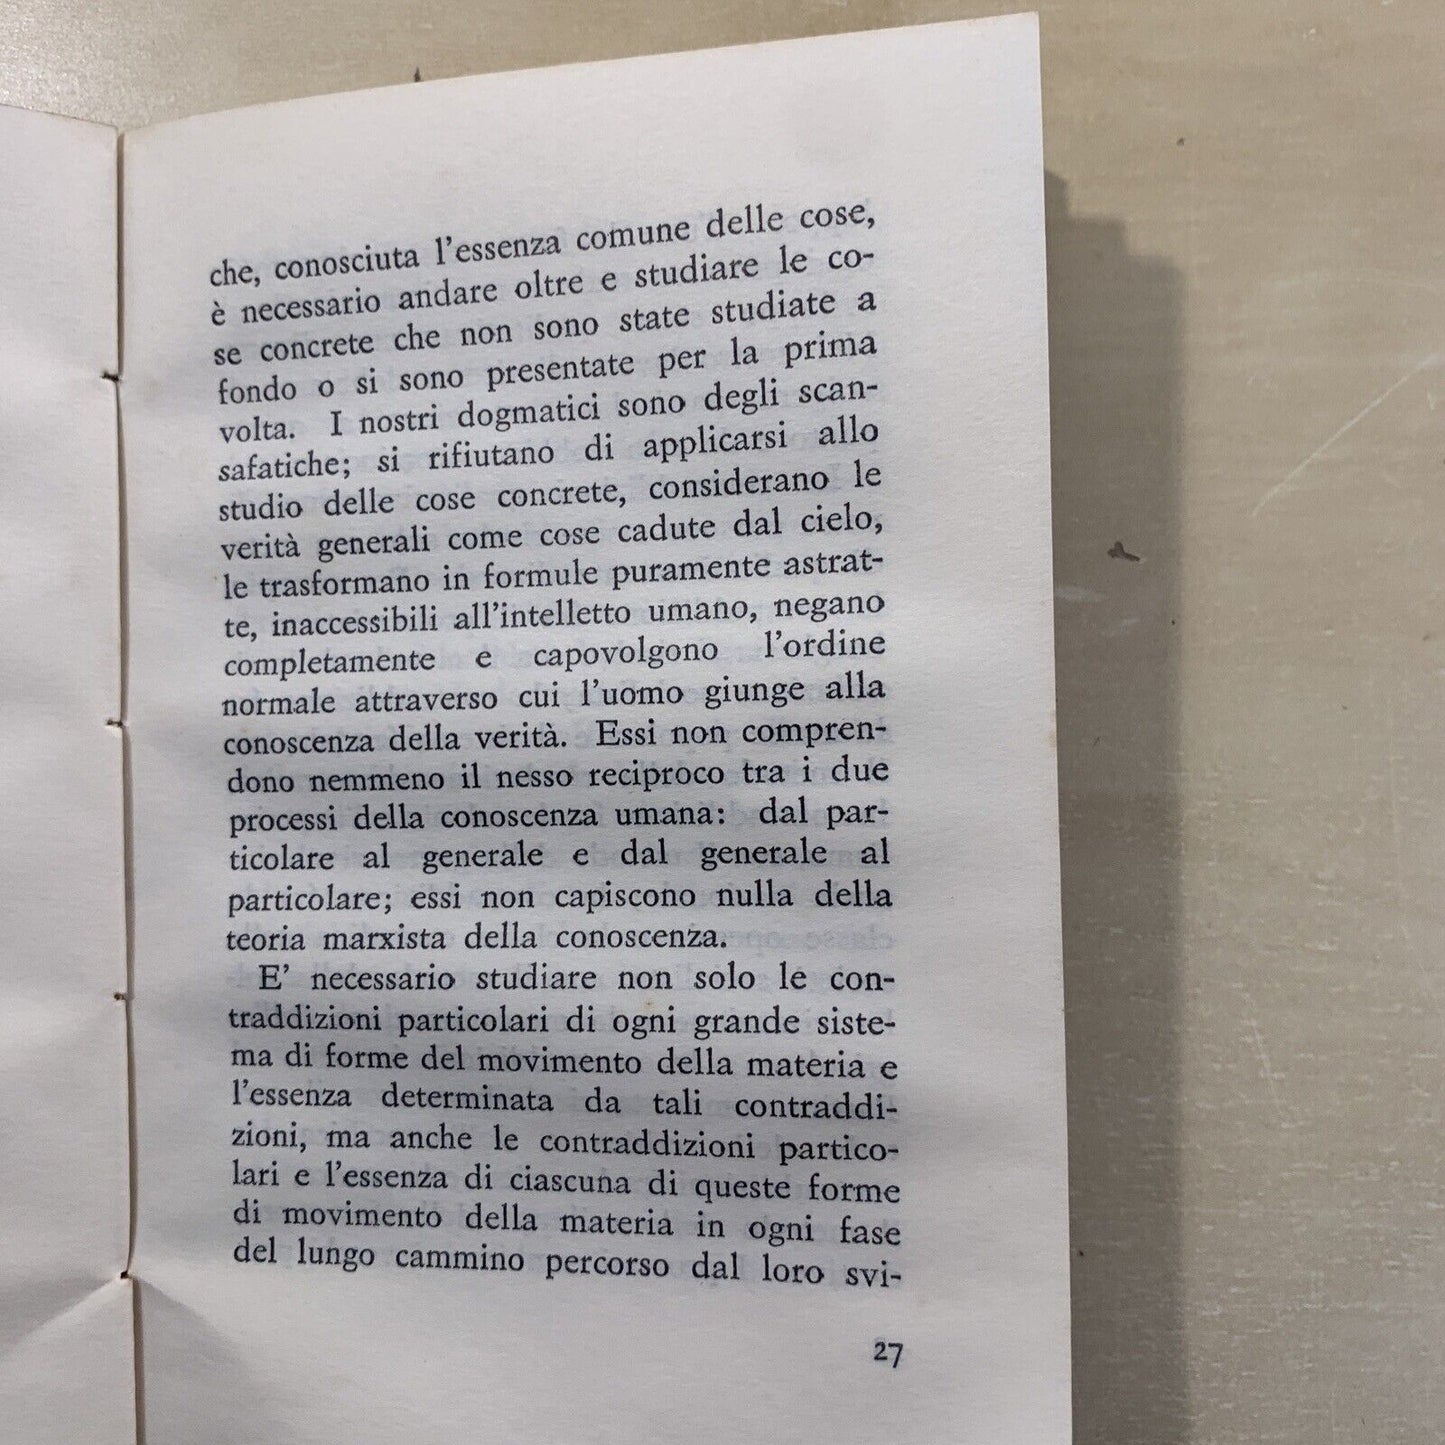 che, conosciuta l'essenza comune delle cose,
è necessario andare oltre e studiare le co-
se concrete che non sono state studiate a
fondo o si sono presentate per la prima
volta. I nostri dogmatici sono degli scan-
safatiche; si rifiutano di applicarsi allo
studio delle cose concrete, considerano le
verità generali come cose cadute dal cielo,
le trasformano in formule puramente astrat-
te, inaccessibili all'intelletto umano, negano
completamente e capovolgono l'ordine
normale attraverso cui l'uomo giunge alla
conoscenza della verità. Essi non compren-
dono nemmeno il nesso reciproco tra i due
processi della conoscenza umana: dal par-
ticolare al generale e dal generale al
particolare; essi non capiscono nulla della
teoria marxista della conoscenza.
E' necessario studiare non solo le con-
traddizioni particolari di ogni grande siste-
ma di forme del movimento della materia e
l'essenza determinata da tali contraddi-
zioni, ma anche le contraddizioni partico-
lari e l'essenza di ciascuna di queste forme
di movimento della materia in ogni fase
del lungo cammino percorso dal loro svi-
27